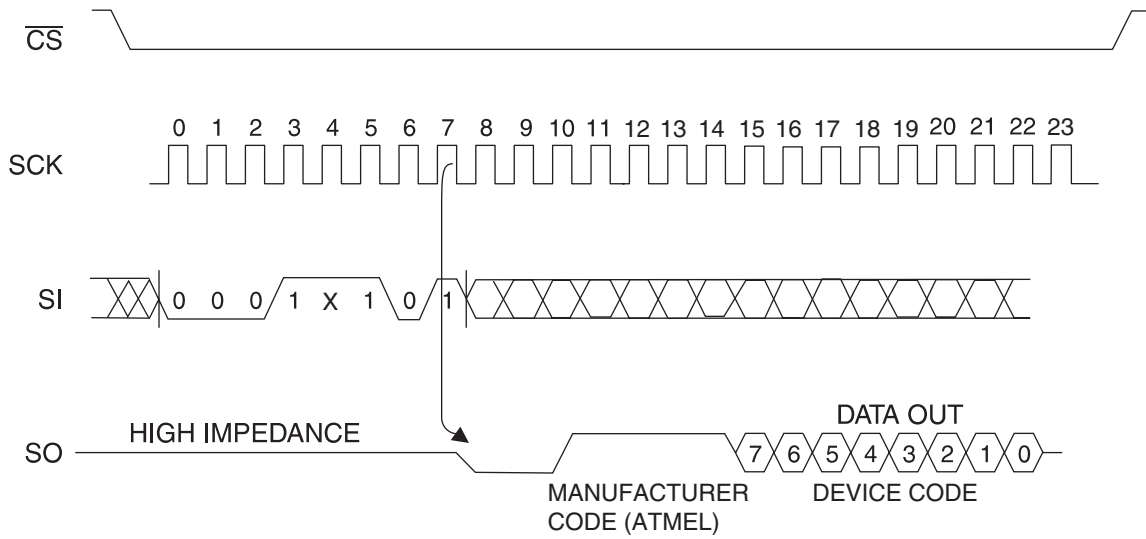 CS
0 1 2 3 4 5 6 7 8 9 10 11 12 13 14 15 16 17 18 19 20 21 22 23
SCK
SI 0 0 0 1 X 1 0 1
HIGH IMPEDANCE
DATA OUT
SO
7 6 5 4 3 2 1 0
MANUFACTURER DEVICE CODE
CODE (ATMEL)